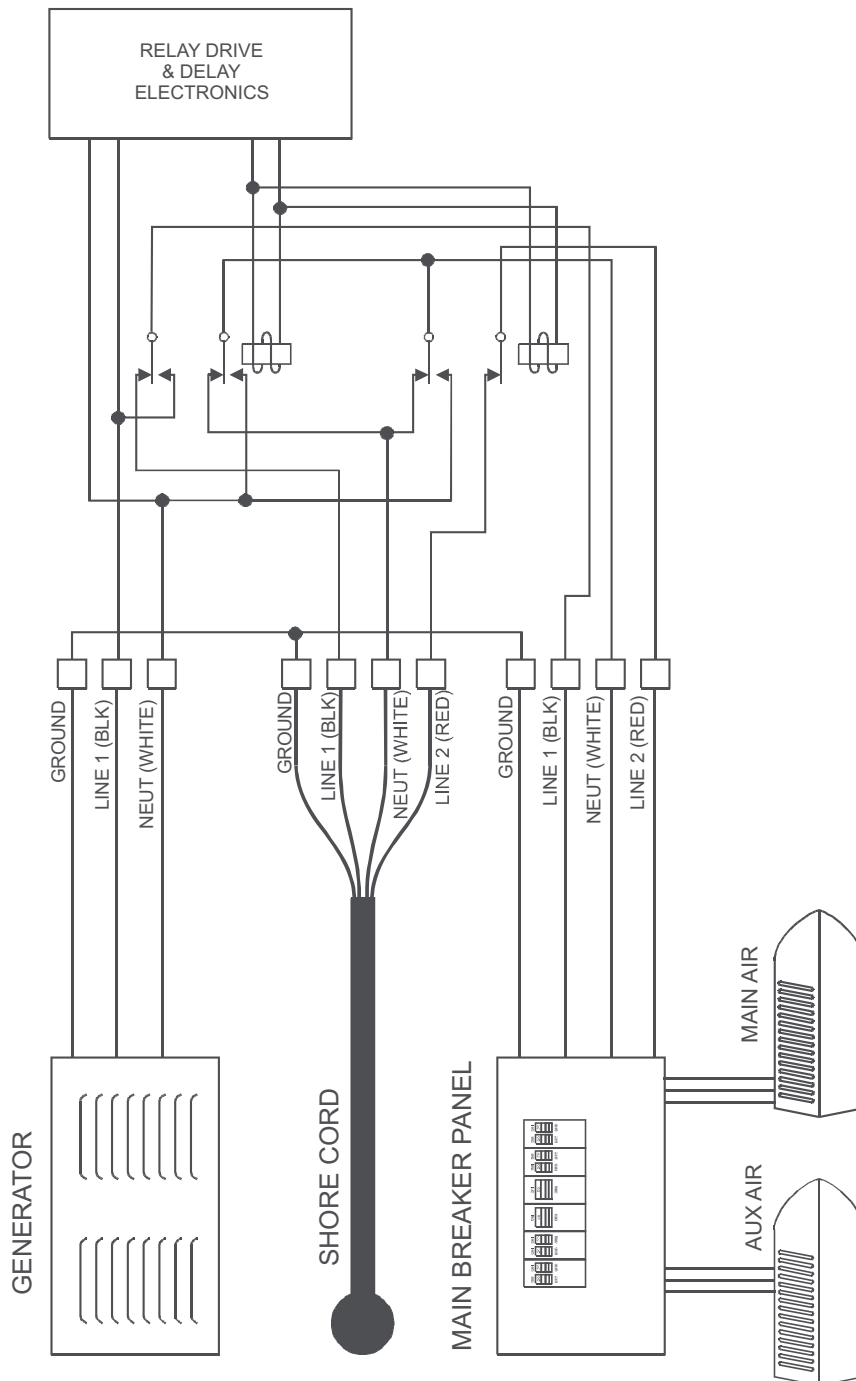 RELAY DRIVE
& DELAY
ELECTRONICS
GROUND
LINE 1 (BLK)
NEUT (WHITE)
GROUND
LINE 1 (BLK)
NEUT (WHITE)
LINE 2 (RED)
GROUND
LINE 1 (BLK)
NEUT (WHITE)
LINE 2 (RED)
GENERATOR
SHORE CORD
MAIN BREAKER PANEL
MAIN AIR
AUX AIR